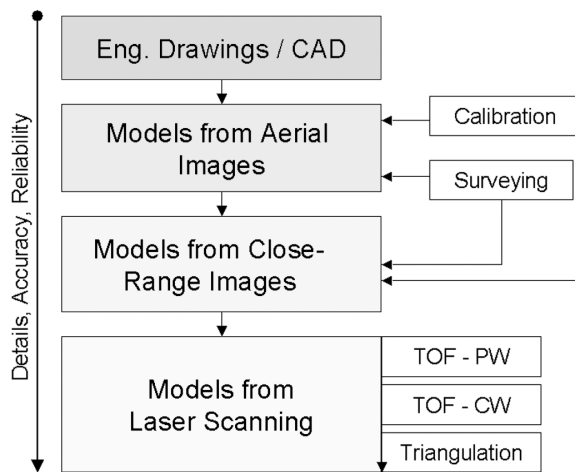 Eng. Drawings / CAD
Models from Aerial
Images
Calibration
Surveying
Models from Close-
Range Images
Models from
Laser Scanning
TOF - PW
TOF - CW
Triangulation
Details, Accuracy, Reliability